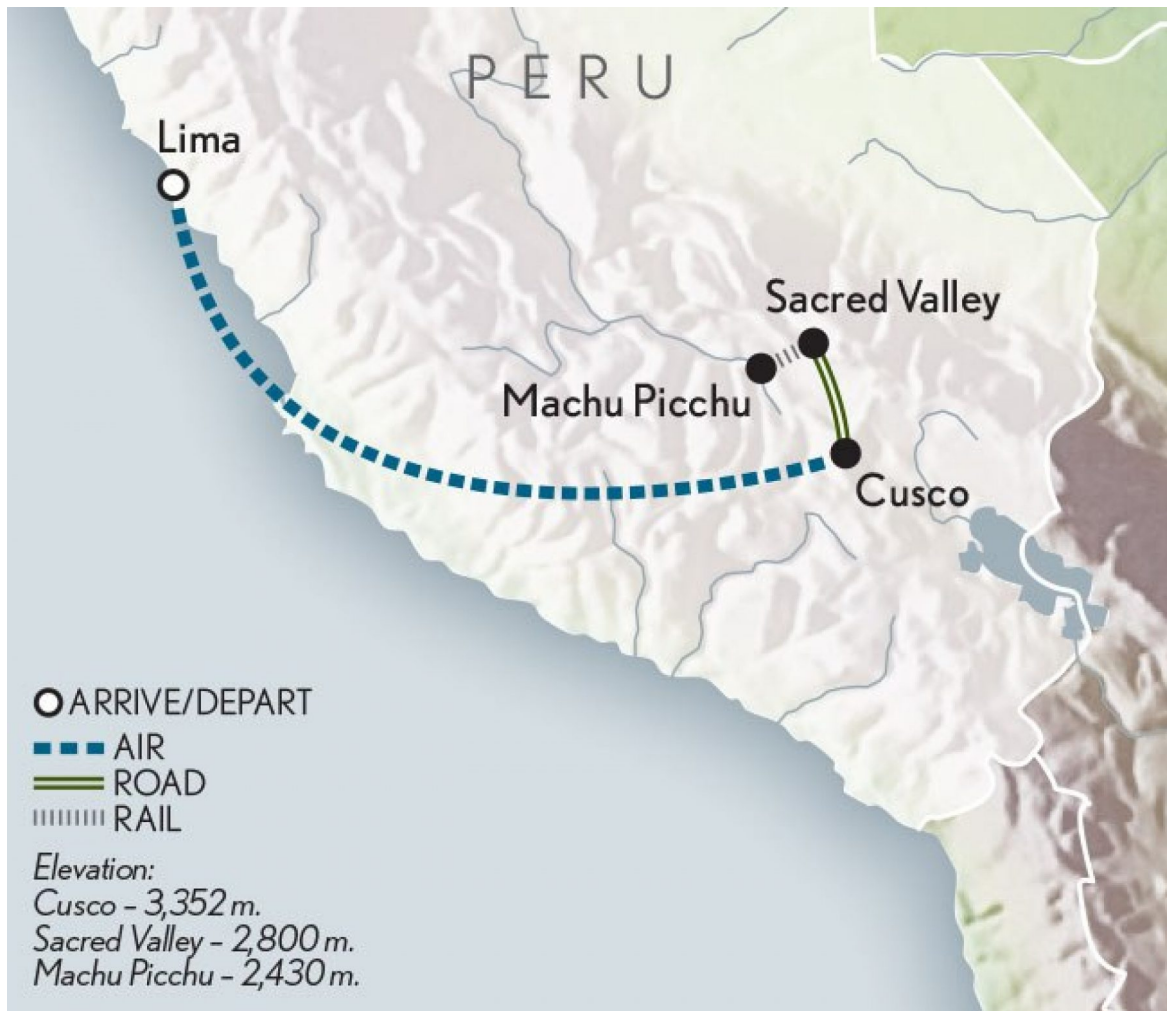 PERU
Lima
Sacred Valley
Machu Picchu
Cusco
ARRIVE/DEPART
AIR
ROAD
RAIL
Elevation:
Cusco – 3,352 m.
Sacred Valley – 2,800 m.
Machu Picchu – 2,430 m.